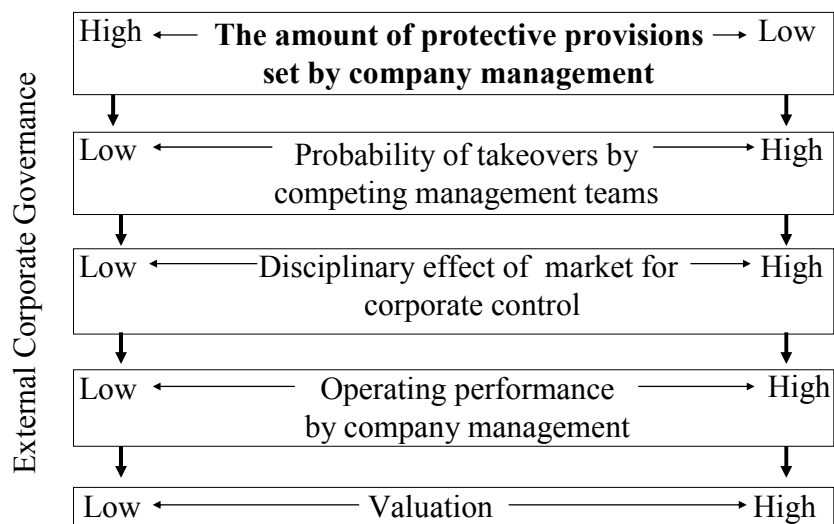 External Corporate Governance
High The amount of protective provisions Low
set by company management
Low Probability of takeovers by High
competing management teams
Low Disciplinary effect of market for High
corporate control
Low Operating performance High
by company management
Low Valuation High